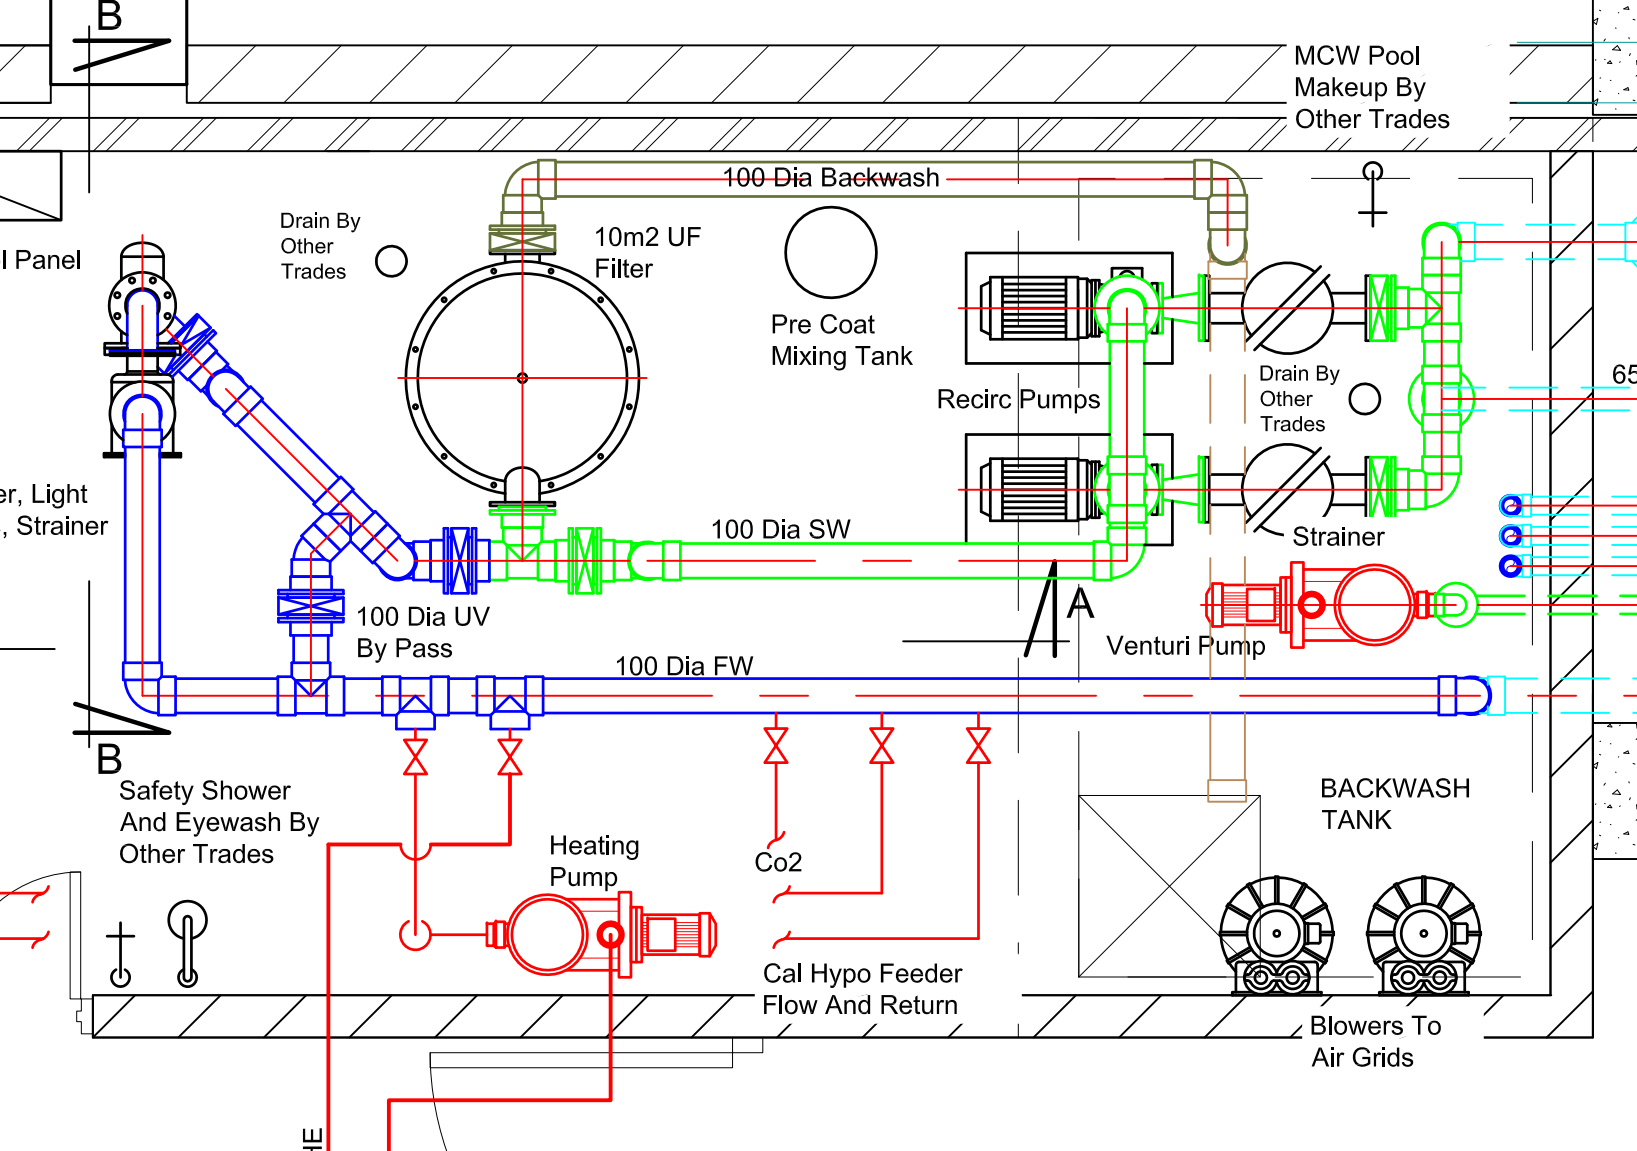 B
MCW Pool
Makeup By
Other Trades
100 Dia Backwash
Drain By
Other
Trades
10m2 UF
Filter
l Panel
Pre Coat
Mixing Tank
Drain By
Other
Trades
65
Recirc Pumps
er, Light
, Strainer
100 Dia SW
Strainer
A
100 Dia UV
By Pass
Venturi Pump
100 Dia FW
B
Safety Shower
And Eyewash By
Other Trades
BACKWASH
TANK
Heating
Pump
Co2
Cal Hypo Feeder
Flow And Return
Blowers To
Air Grids
HE